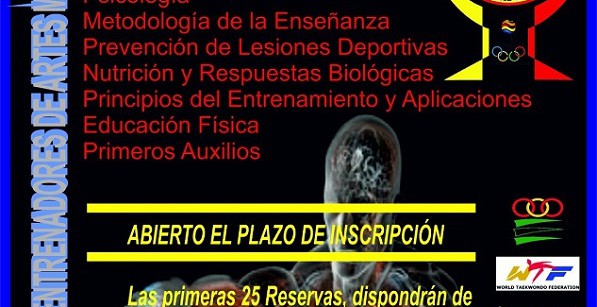 Psicología
Metodología de la Enseñanza
Prevención de Lesiones Deportivas
Nutrición y Respuestas Biológicas
Principios del Entrenamiento y Aplicaciones
Educación Física
Primeros Auxilios
ENTRENADORES DE ARTES
ABIERTO EL PLAZO DE INSCRIPCIÓN
WTF
WORLD TAEKWONDO FEDERATION
Las primeras 25 Reservas, dispondrán de